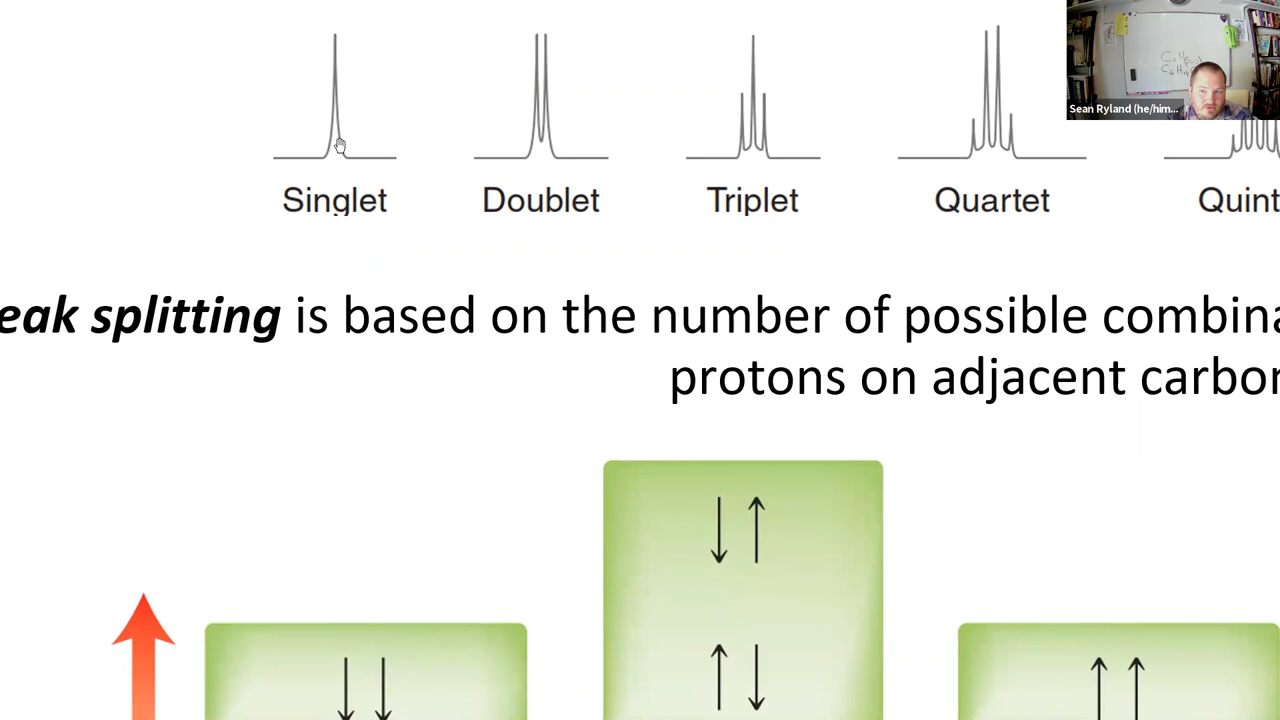 Sean Ryland (he/him...
Singlet Doublet Triplet Quartet Quint
eak splitting is based on the number of possible combina
protons on adjacent carbon